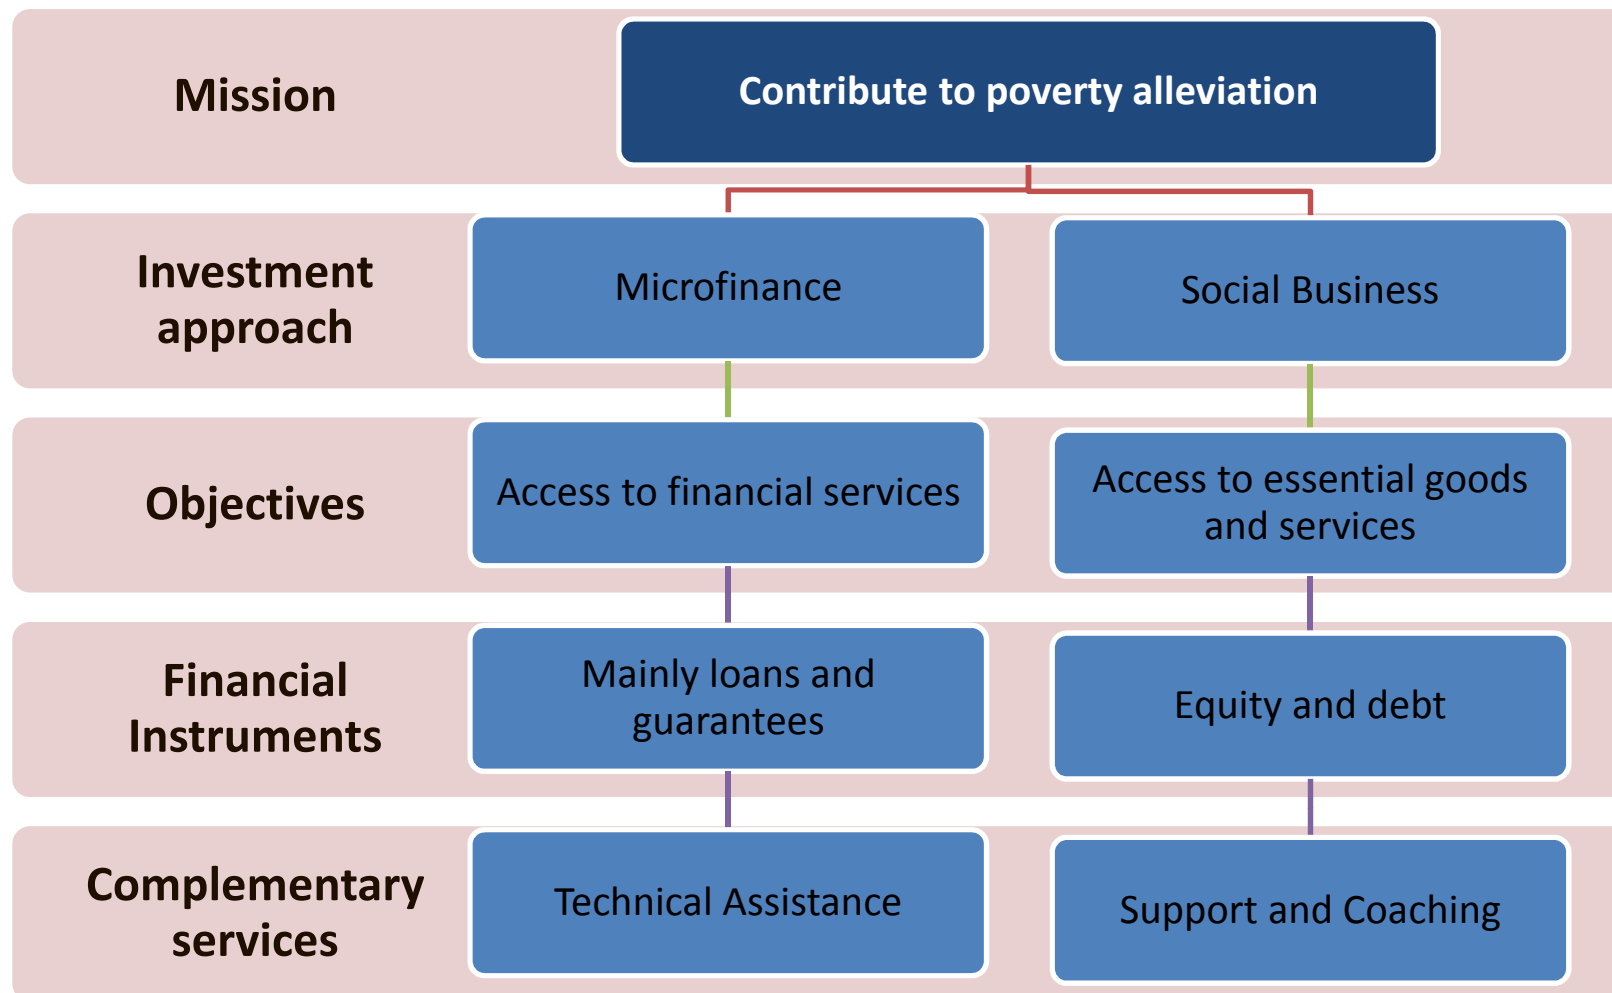 Mission
Contribute to poverty alleviation
Investment
approach
Microfinance
Social Business
Objectives
Access to financial services
Access to essential goods
and services
Financial
Instruments
Mainly loans and
guarantees
Equity and debt
Complementary
services
Technical Assistance
Support and Coaching